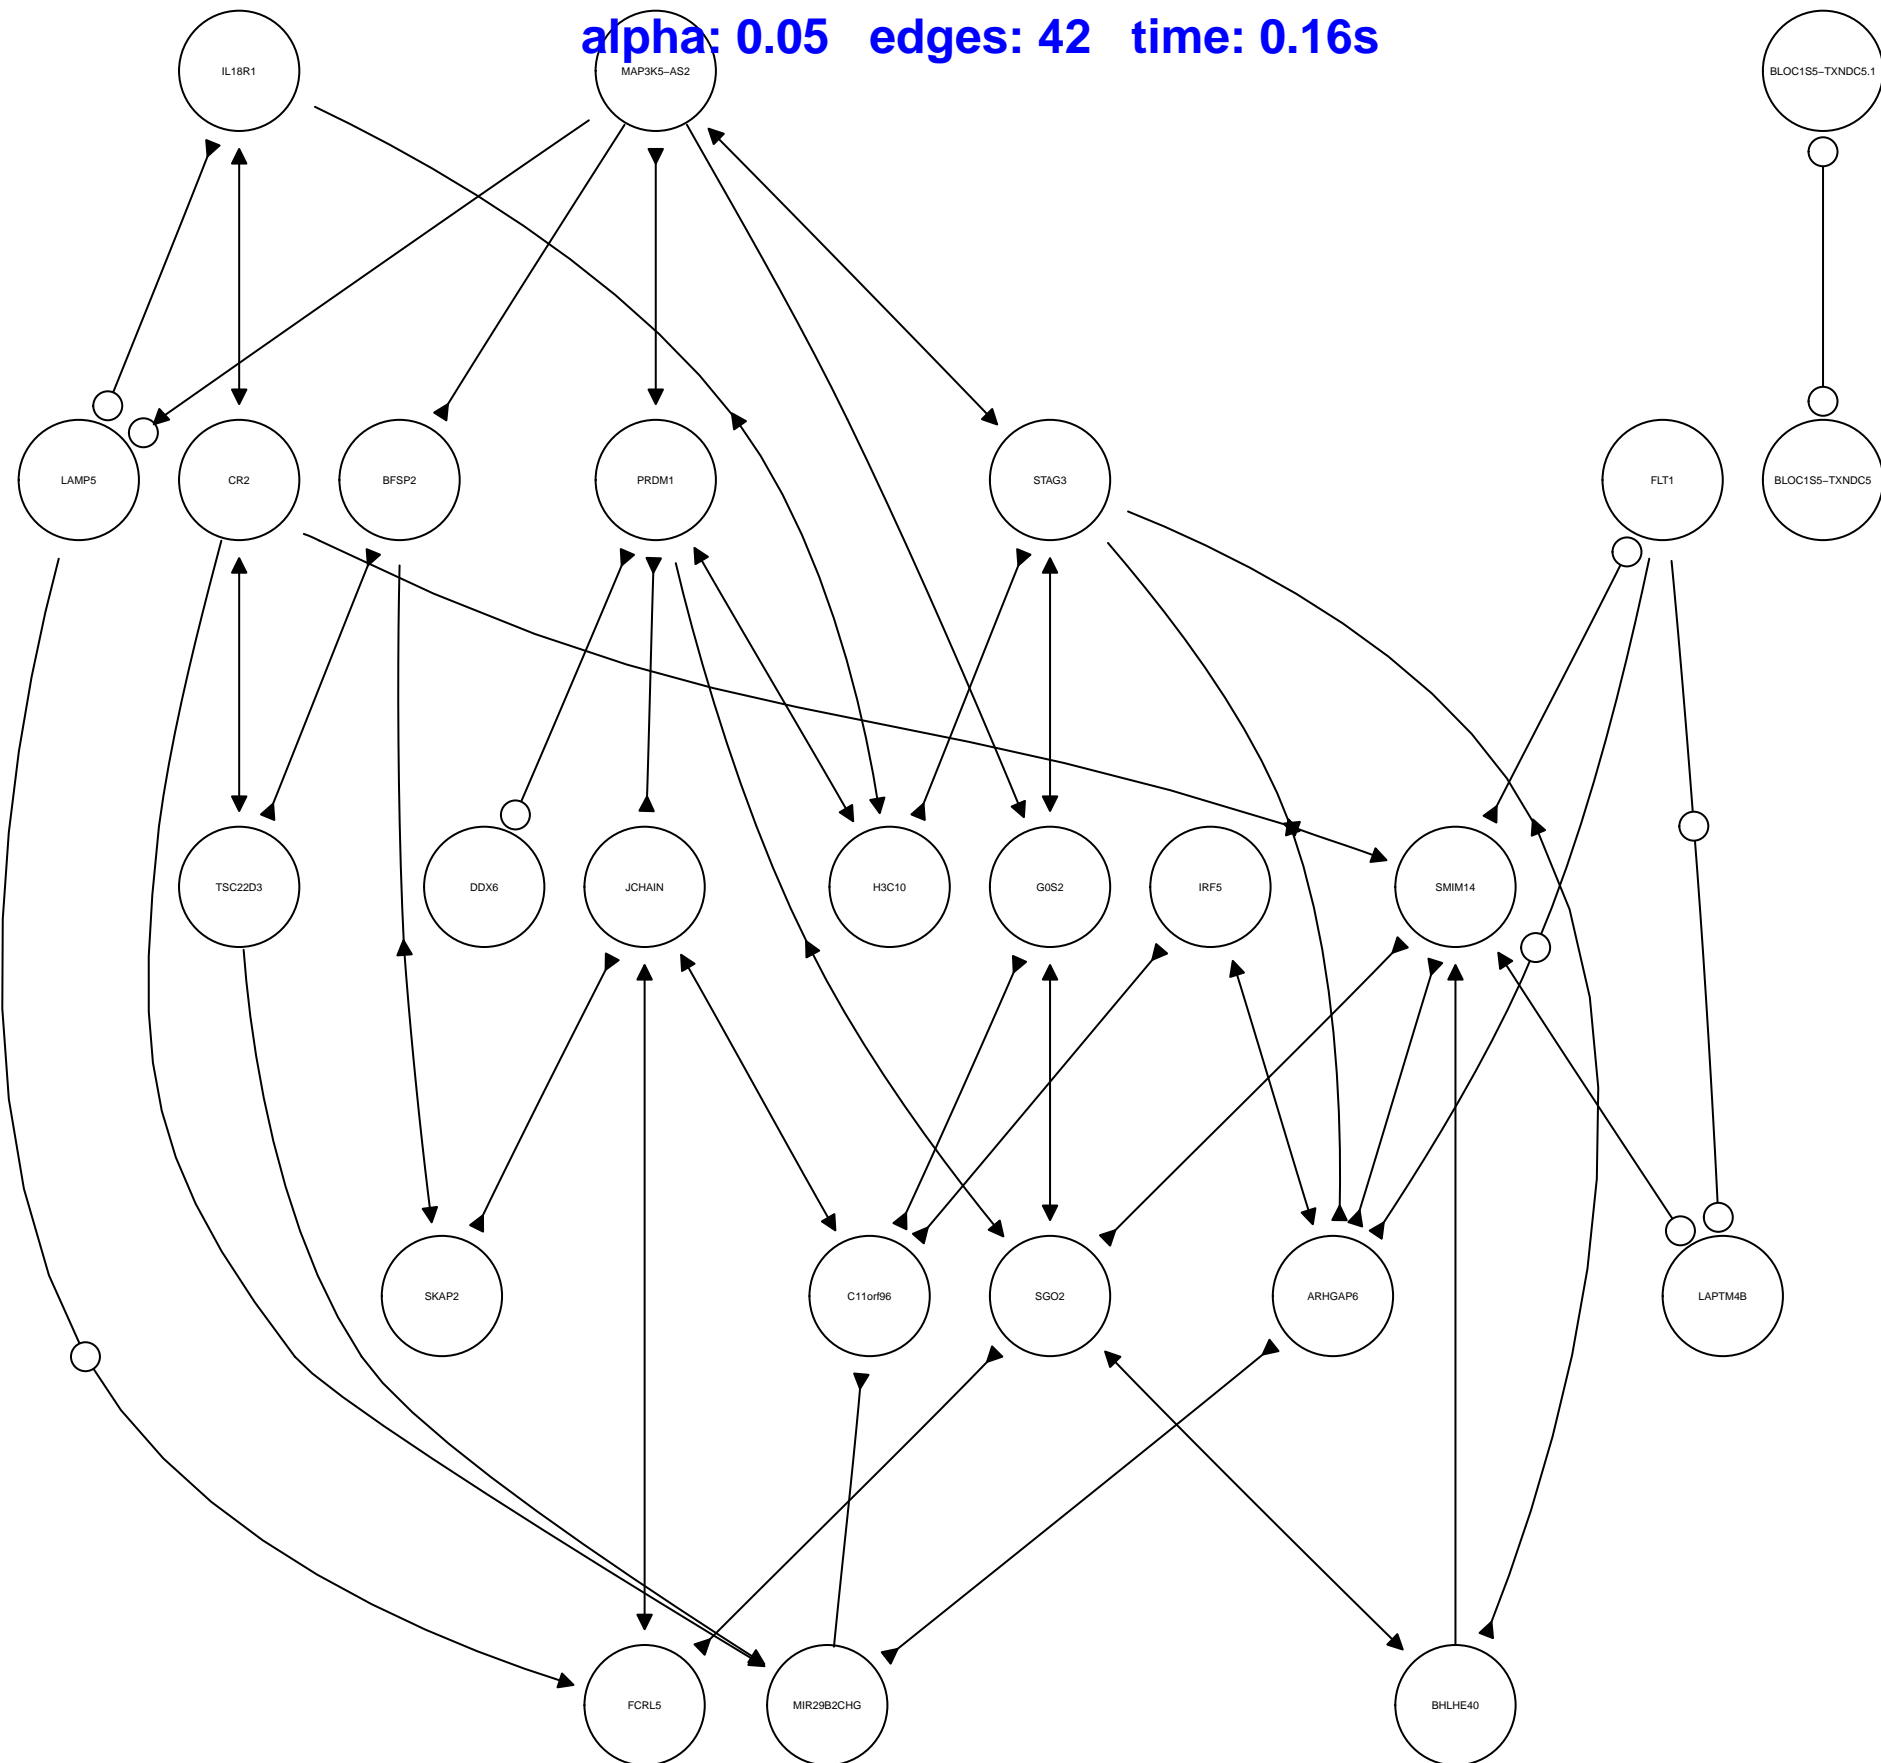 alpha: 0.05 edges: 42 time: 0.16s
IL18R1
MAP3K5–AS2
BLOC1S5–TXNDC5.1
LAMP5
CR2
BFSP2
PRDM1
STAG3
FLT1
BLOC1S5–TXNDC5
TSC22D3
DDX6
JCHAIN
H3C10
G0S2
IRF5
SMIM14
SKAP2
C11orf96
SGO2
ARHGAP6
LAPTM4B
FCRL5
MIR29B2CHG
BHLHE40